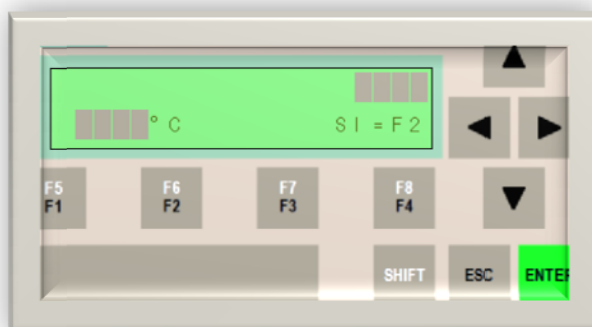 ° C SI = F2
F5 F6 F7 F8
F1 F2 F3 F4
SHIFT ESC ENTER